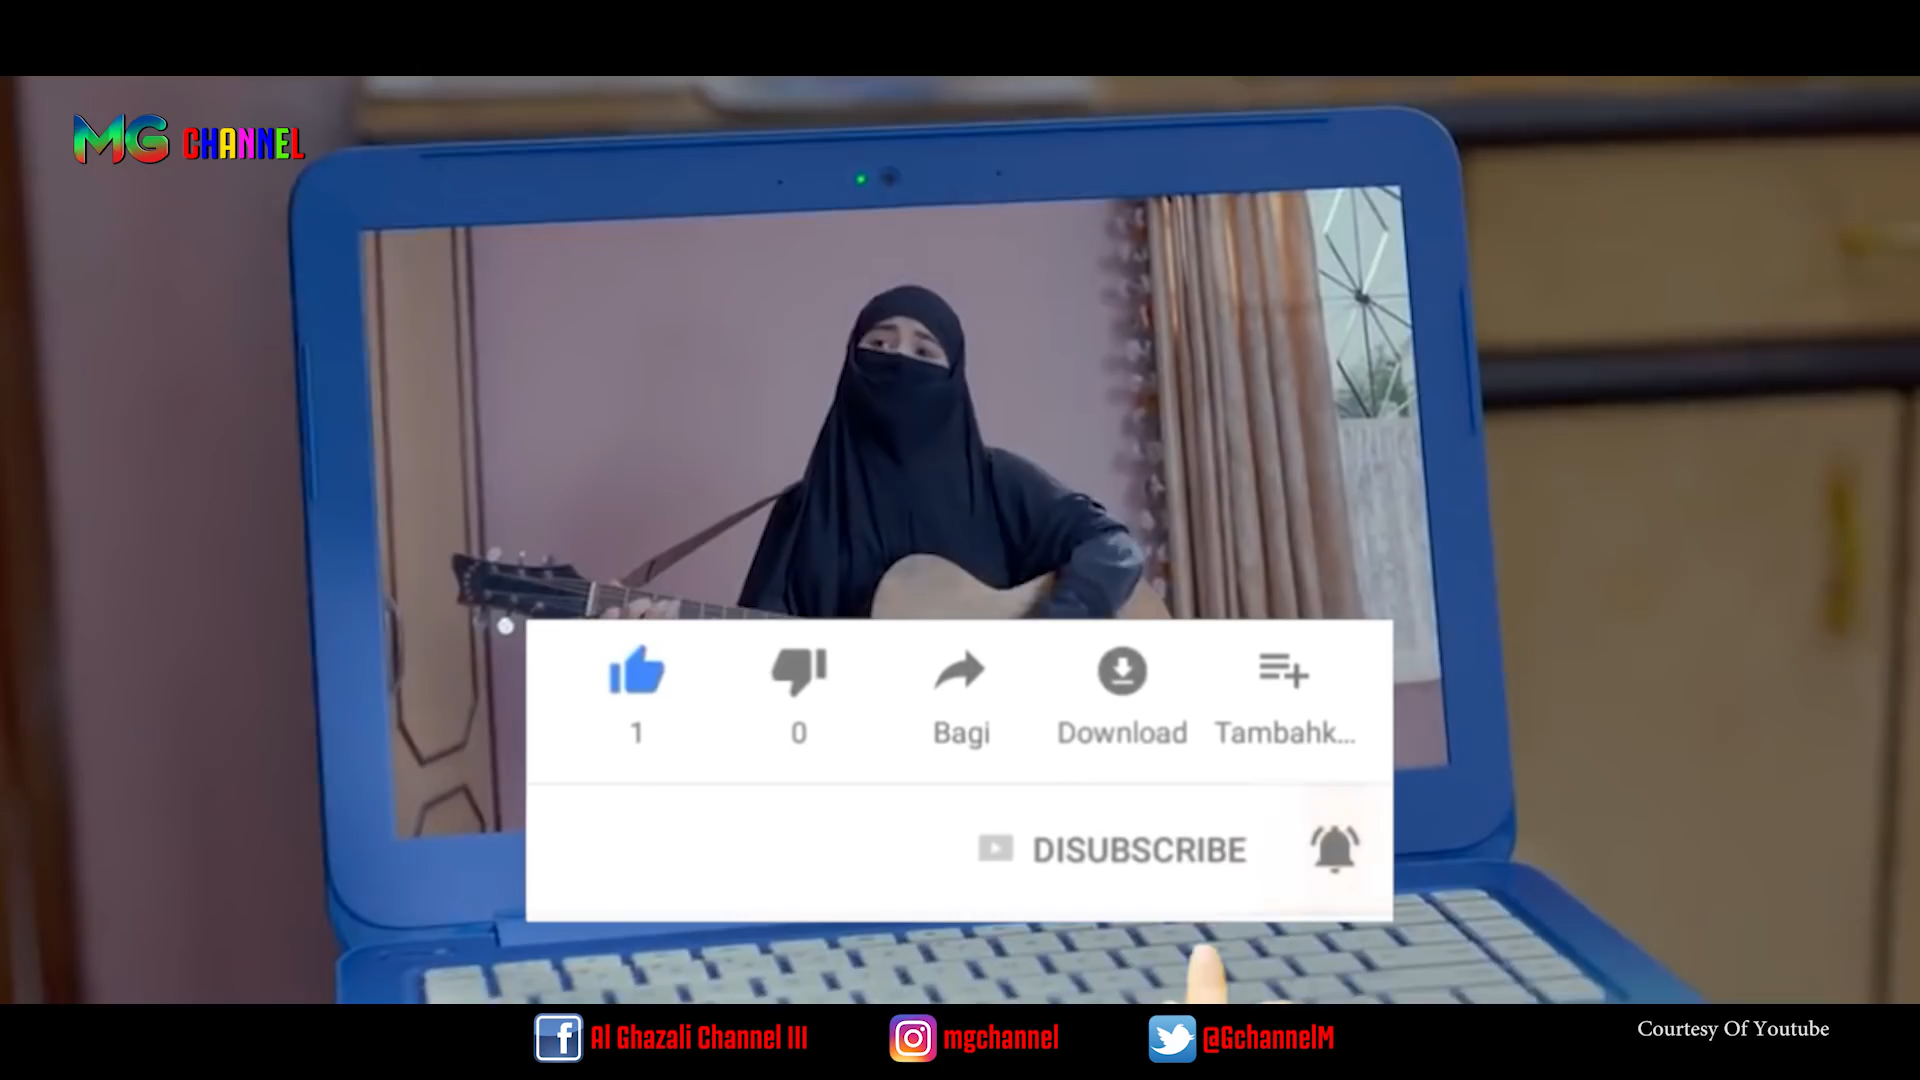 MG CHANNEL
1
0
Bagi
Download
Tambahk...
DISUBSCRIBE
Al Ghazali Channel III
mgchannel
@GchannelM
Courtesy Of Youtube